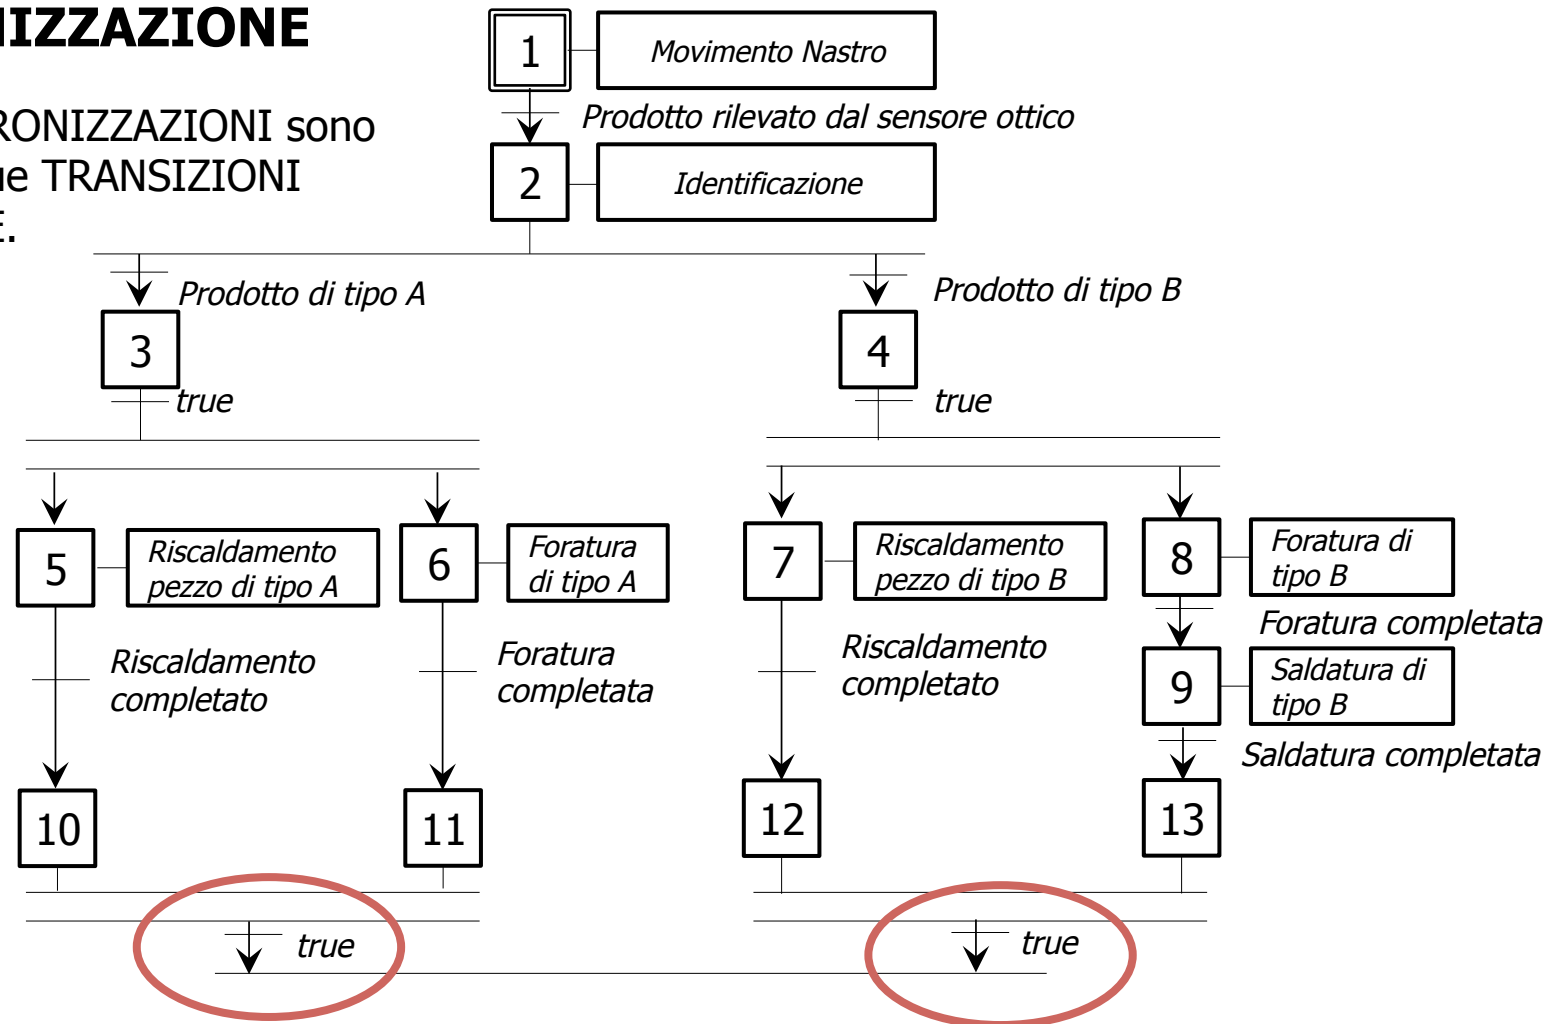 NIZZAZIONE
RONIZZAZIONI sono
ue TRANSIZIONI
E.
1
Movimento Nastro
Prodotto rilevato dal sensore ottico
2
Identificazione
Prodotto di tipo A
Prodotto di tipo B
3
4
true
true
5
Riscaldamento
pezzo di tipo A
6
Foratura
di tipo A
7
Riscaldamento
pezzo di tipo B
8
Foratura di
tipo B
Foratura completata
Riscaldamento
completato
Foratura
completata
Riscaldamento
completato
9
Saldatura di
tipo B
Saldatura completata
10
11
12
13
true
true